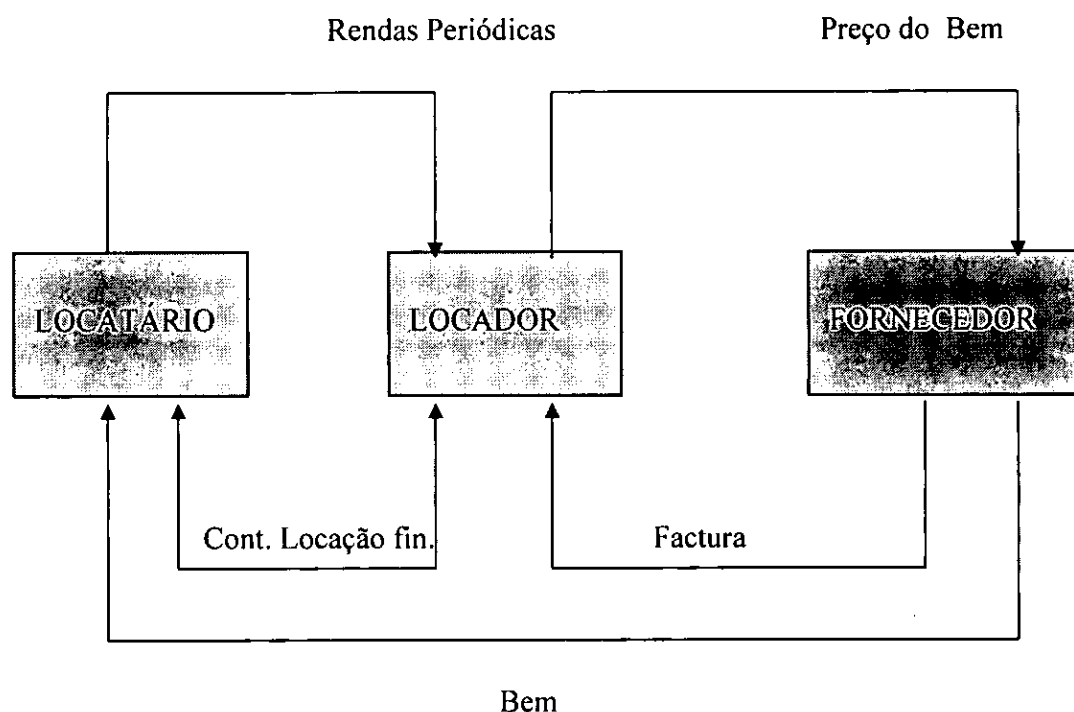 Rendas Periódicas
Preço do Bem
LOCATÁRIO
LOCADOR
FORNECEDOR
Cont. Locação fin.
Factura
Bem